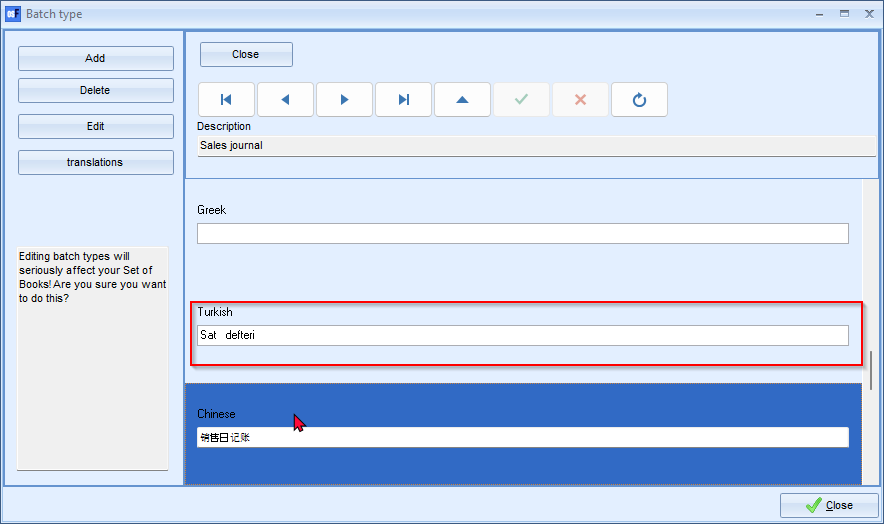 Batch type
Add
Delete
Edit
translations
Editing batch types will
seriously affect your Set of
Books! Are you sure you want
to do this?
Close
Description
Sales journal
Greek
Turkish
Sat  defteri
Chinese
销售日记账
Close